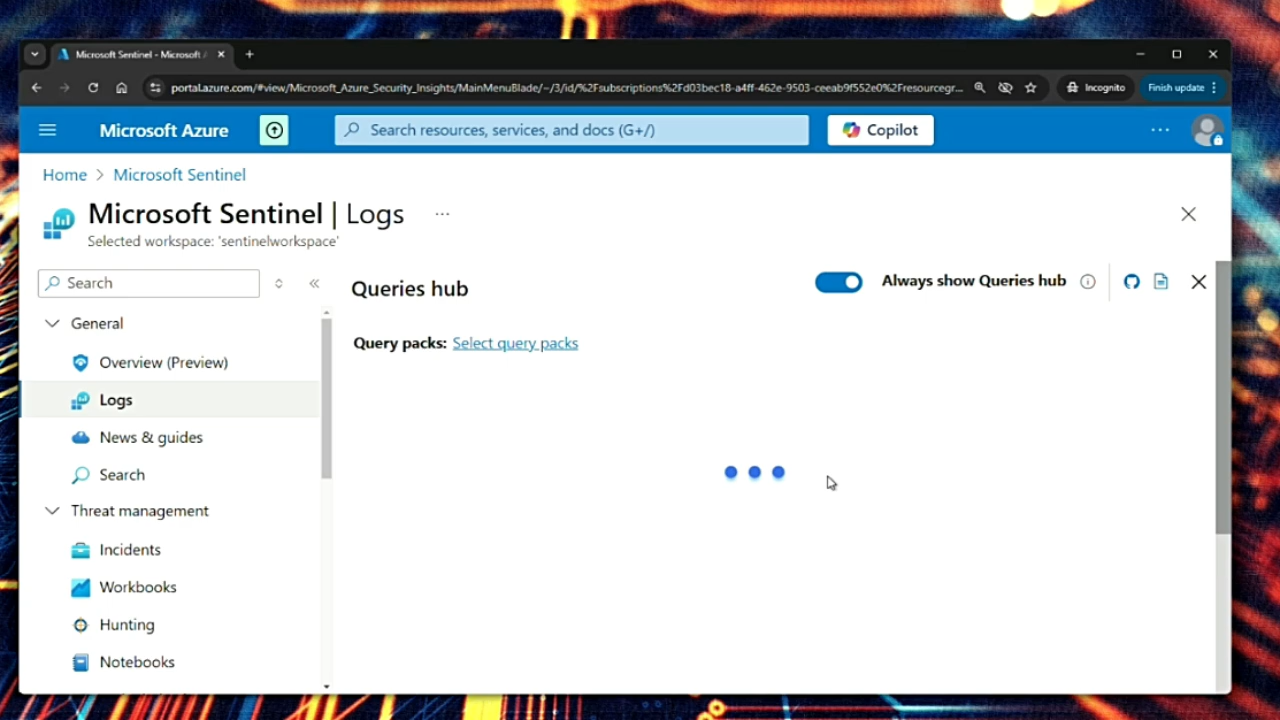 Microsoft Sentinel - Microsoft A
portal.azure.com/#view/Microsoft_Azure_Security_Insights/MainMenuBlade/~/3/id/%2Fsubscriptions%2Fd03bec18-a4ff-462e-9503-ceeab9f552e0%2Fresourcegr...
Incognito
Finish update
Microsoft Azure
Search resources, services, and docs (G+/)
Copilot
Home > Microsoft Sentinel
Microsoft Sentinel | Logs
Selected workspace: 'sentinelworkspace'
Search
Queries hub
Always show Queries hub
Query packs: Select query packs
General
Overview (Preview)
Logs
News & guides
Search
Threat management
Incidents
Workbooks
Hunting
Notebooks